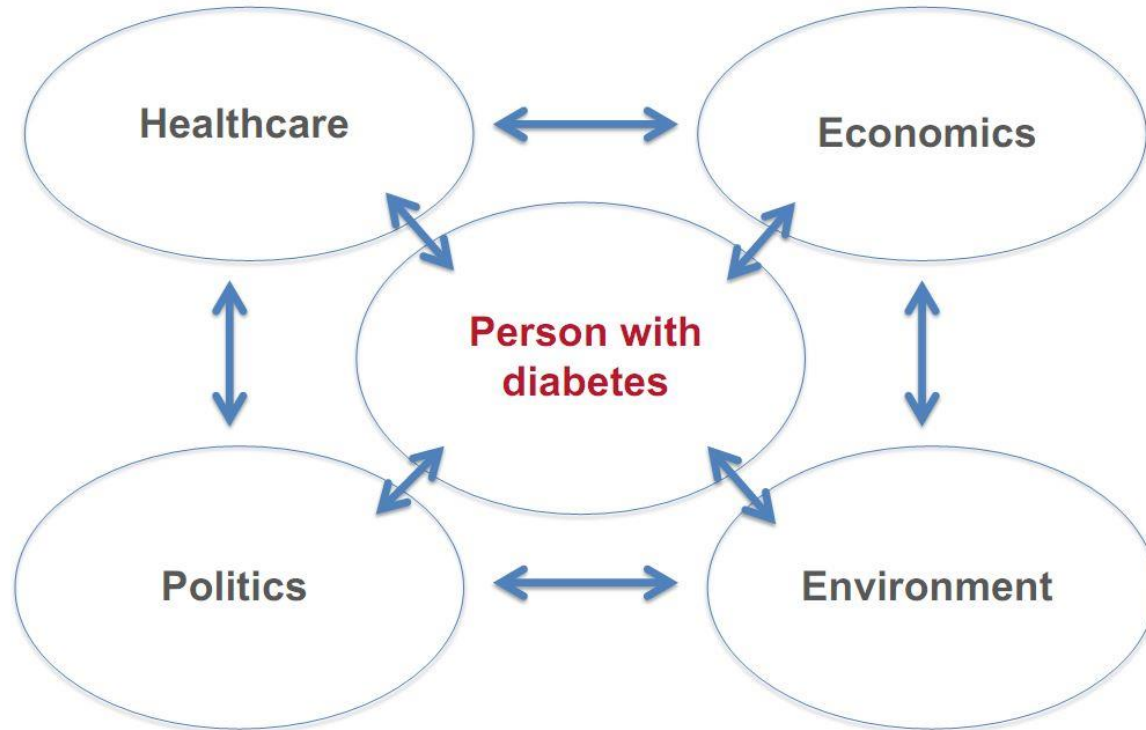 Healthcare
Economics
Person with
diabetes
Politics
Environment